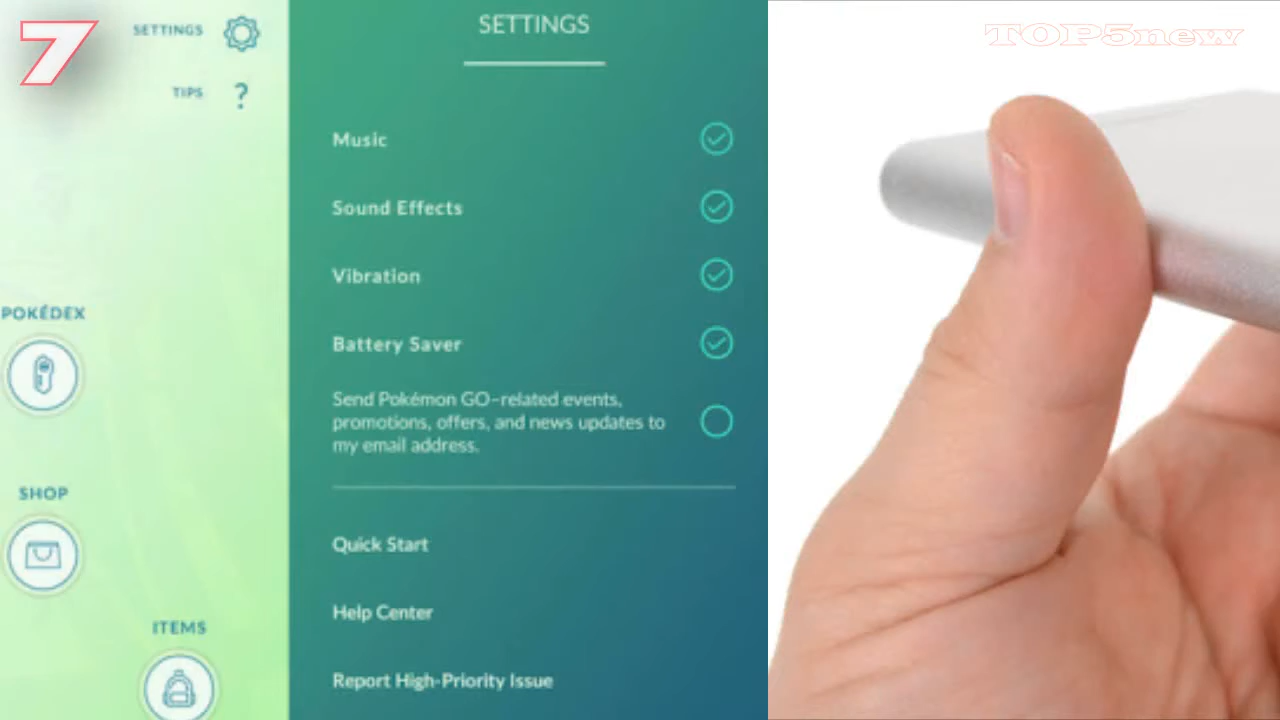 7
SETTINGS
TIPS
?
POKÉDEX
SHOP
ITEMS
SETTINGS
Music
Sound Effects
Vibration
Battery Saver
Send Pokémon GO-related events,
promotions, offers, and news updates to
my email address.
Quick Start
Help Center
Report High-Priority Issue
TOP5new